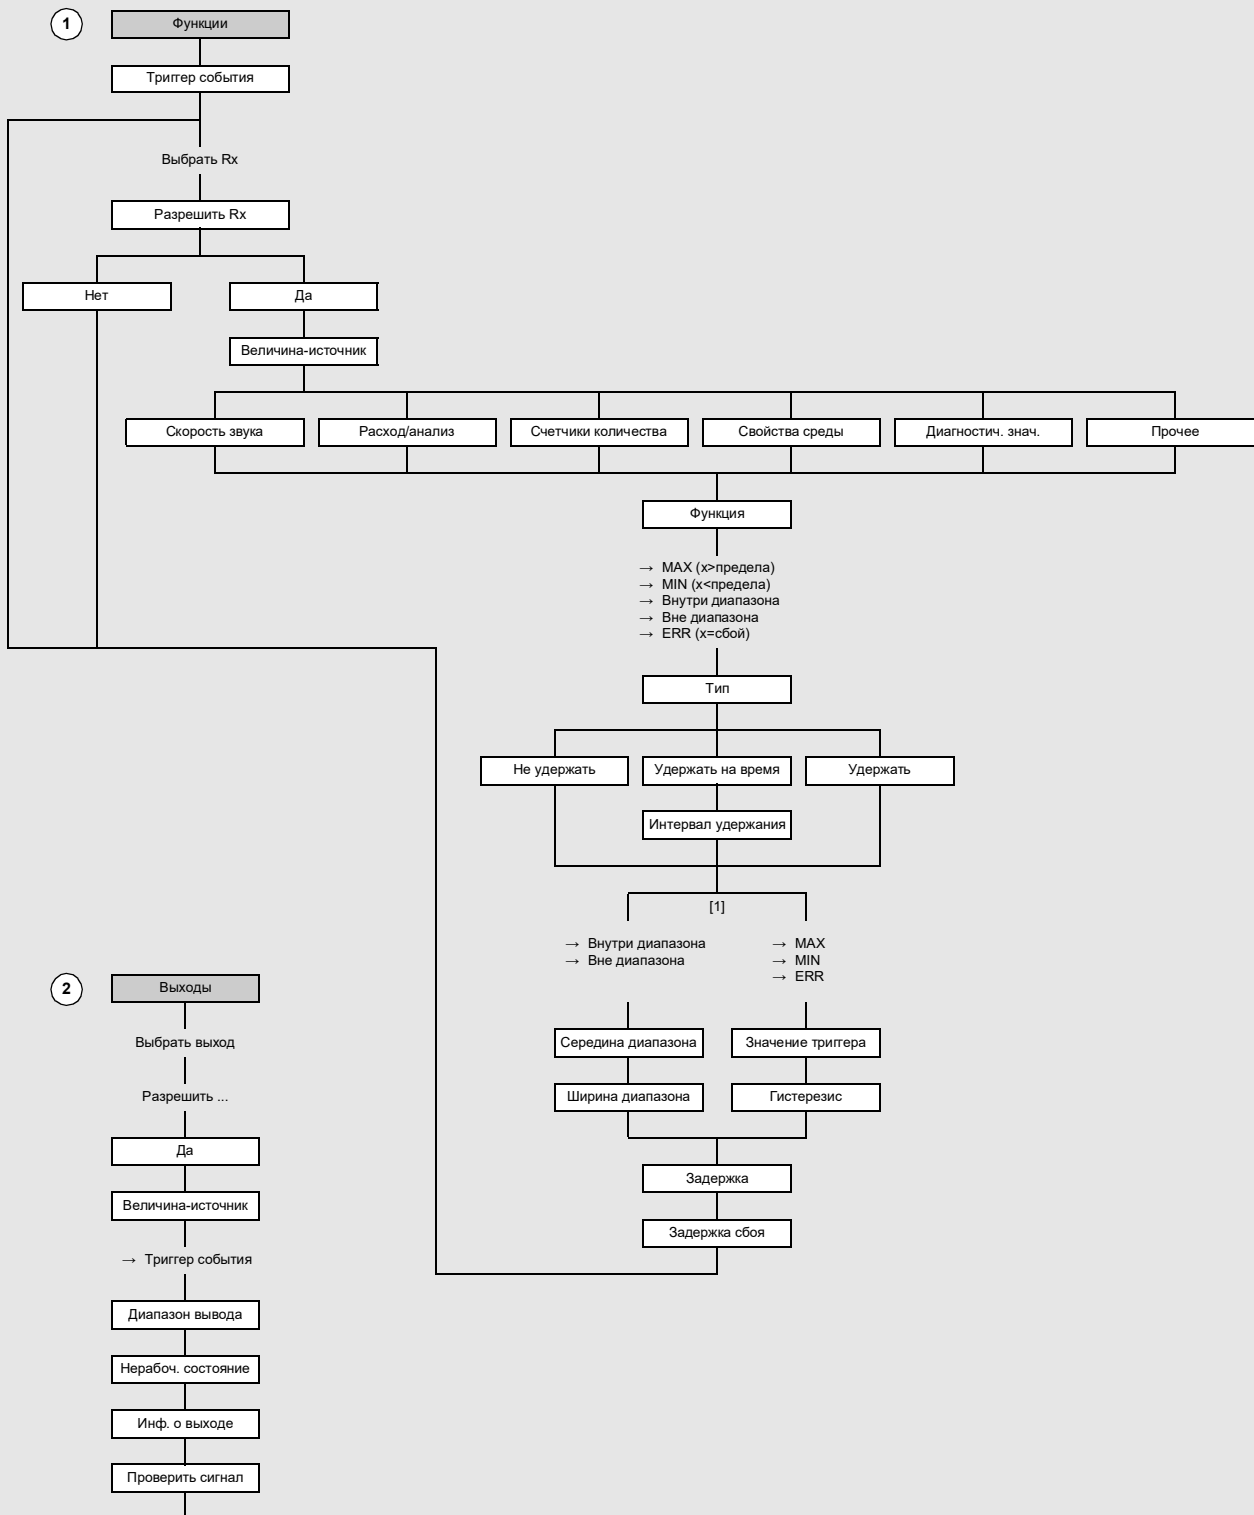 1
Функции
Триггер события
Выбрать Rx
Разрешить Rx
Нет
Да
Величина-источник
Скорость звука
Расход/анализ
Счетчики количества
Свойства среды
Диагностич. знач.
Прочее
Функция
→ MAX (x>предела)
→ MIN (x<предела)
→ Внутри диапазона
→ Вне диапазона
→ ERR (x=сбой)
Тип
Не удержать
Удержать на время
Удержать
Интервал удержания
[1]
→ Внутри диапазона
→ Вне диапазона
→ MAX
→ MIN
→ ERR
Середина диапазона
Значение триггера
Ширина диапазона
Гистерезис
Задержка
Задержка сбоя
2
Выходы
Выбрать выход
Разрешить ...
Да
Величина-источник
→ Триггер события
Диапазон вывода
Нерабоч. состояние
Инф. о выходе
Проверить сигнал